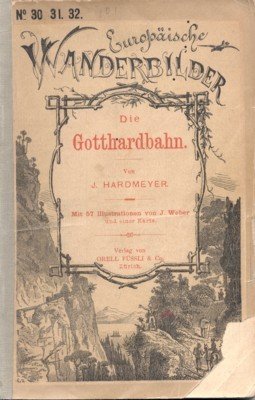 No 30 31. 32.
Europäische
WANDERBILDER
Die
Gotthardbahn.
Von
J. HARDMEYER.
Mit 57 Illustrationen von J. Weber
und einer Karte.
Verlag von
ORELL FÜSSLI & Co.
Zürich.